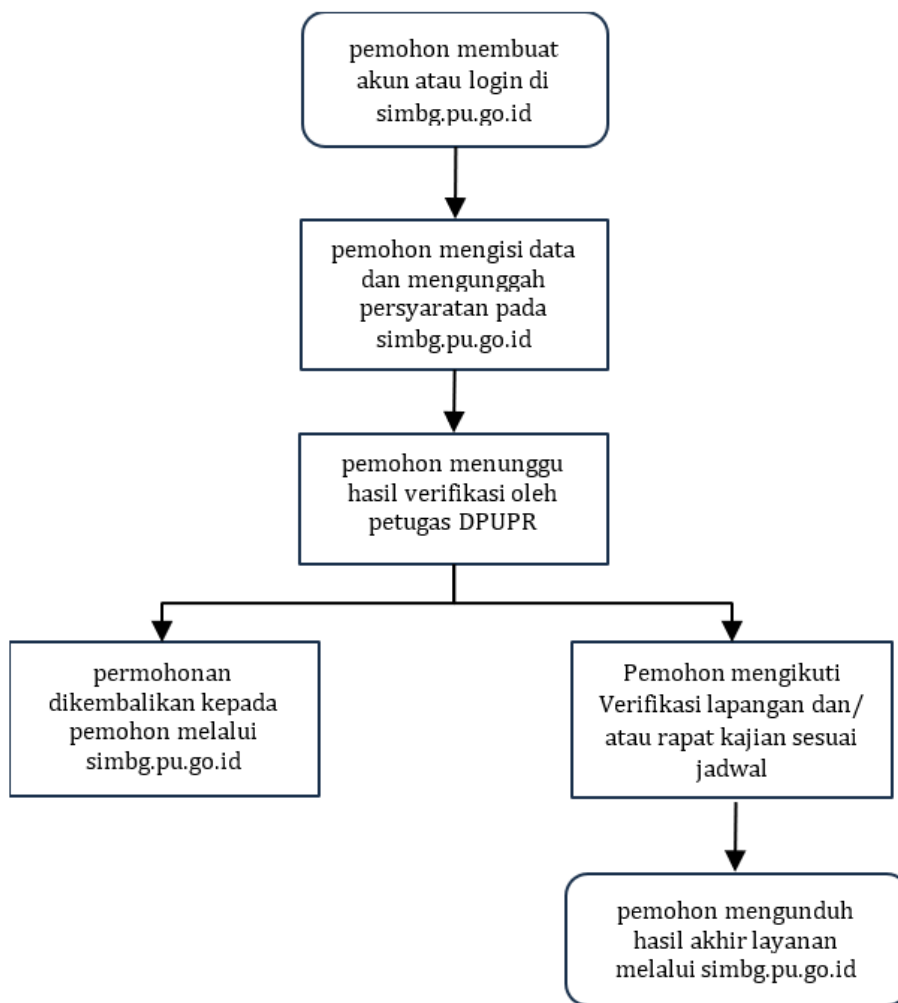 pemohon membuat
akun atau login di
simbg.pu.go.id
pemohon mengisi data
dan mengunggah
persyaratan pada
simbg.pu.go.id
pemohon menunggu
hasil verifikasi oleh
petugas DPUPR
permohonan
dikembalikan kepada
pemohon melalui
simbg.pu.go.id
Pemohon mengikuti
Verifikasi lapangan dan/
atau rapat kajian sesuai
jadwal
pemohon mengunduh
hasil akhir layanan
melalui simbg.pu.go.id